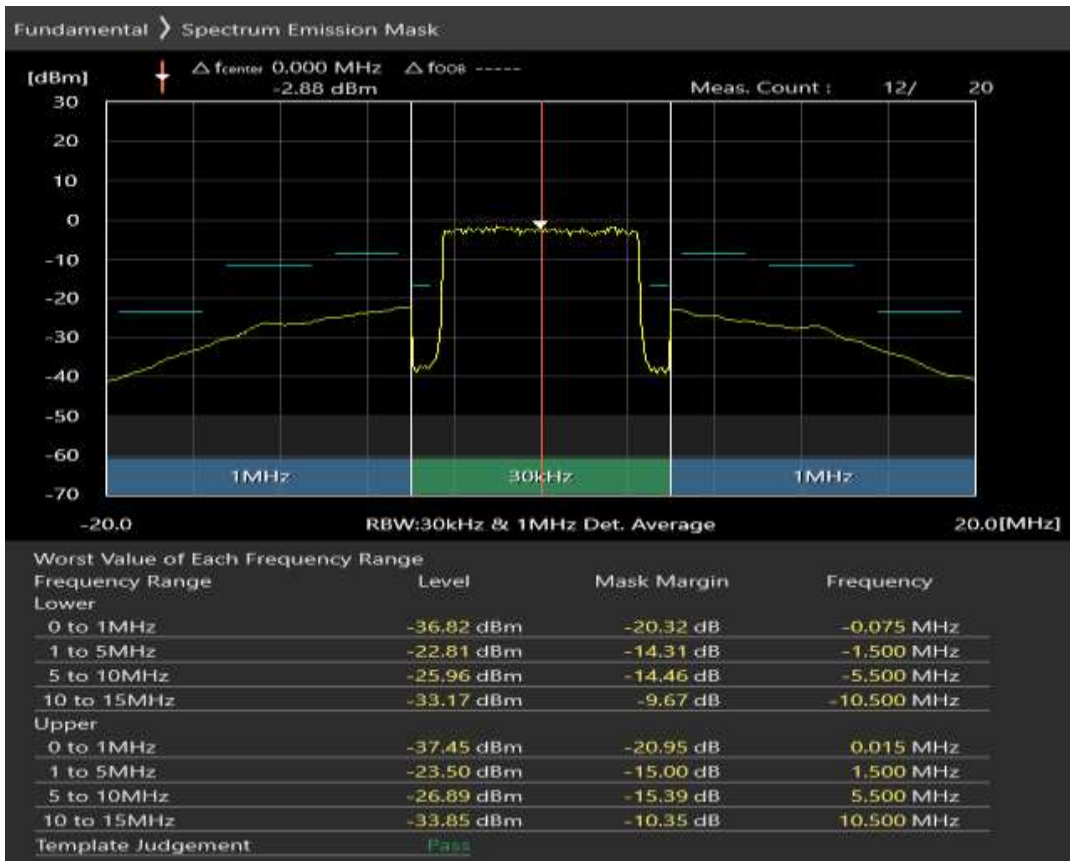 Fundamental ❭ Spectrum Emission Mask
[dBm] △ fcenter 0.000 MHz △ fOOB -----
-2.88 dBm Meas. Count : 12/ 20
30
20
10
0
-10
-20
-30
-40
-50
-60
1MHz 30kHz 1MHz
-70
-20.0 RBW:30kHz & 1MHz Det. Average 20.0[MHz]
Worst Value of Each Frequency Range
Frequency Range Level Mask Margin Frequency
Lower
0 to 1MHz -36.82 dBm -20.32 dB -0.075 MHz
1 to 5MHz -22.81 dBm -14.31 dB -1.500 MHz
5 to 10MHz -25.96 dBm -14.46 dB -5.500 MHz
10 to 15MHz -33.17 dBm -9.67 dB -10.500 MHz
Upper
0 to 1MHz -37.45 dBm -20.95 dB 0.015 MHz
1 to 5MHz -23.50 dBm -15.00 dB 1.500 MHz
5 to 10MHz -26.89 dBm -15.39 dB 5.500 MHz
10 to 15MHz -33.85 dBm -10.35 dB 10.500 MHz
Template Judgement Pass